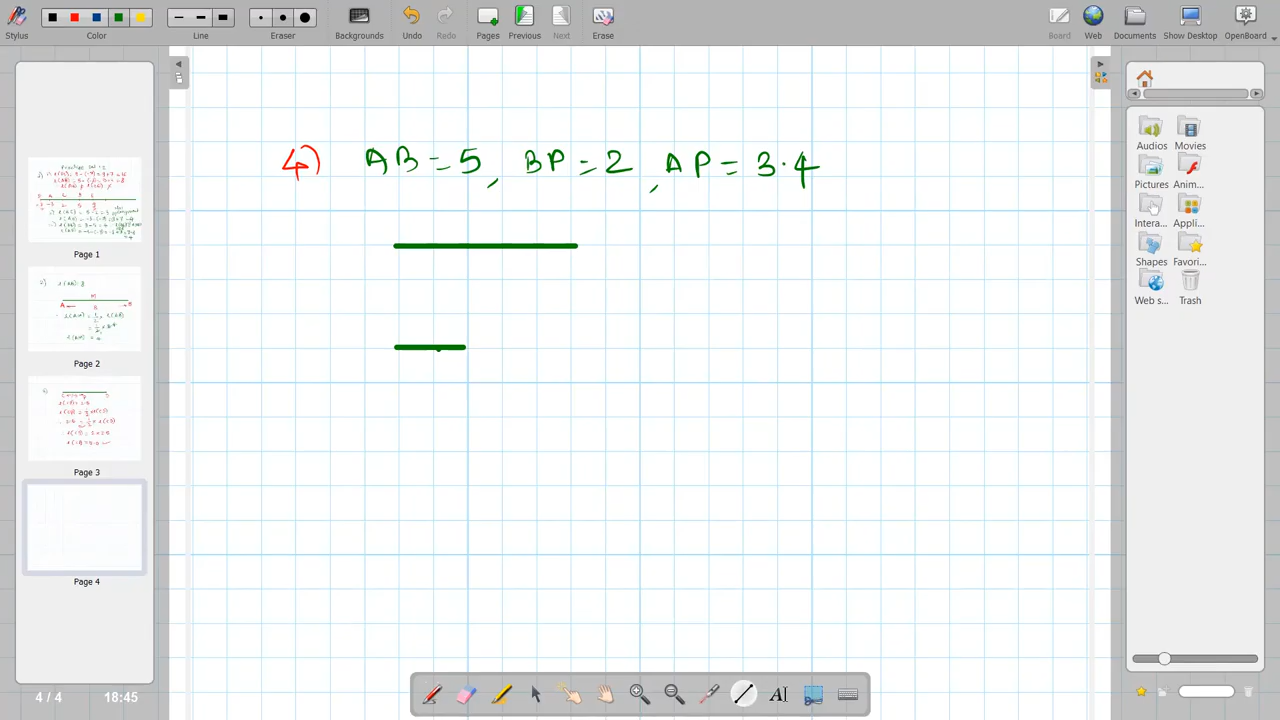 Stylus
Color
Line
Eraser
Backgrounds
Undo
Redo
Pages
Previous
Next
Erase
Board
Web
Documents
Show Desktop
OpenBoard
4) AB = 5, BP = 2, AP = 3.4
Page 1
Page 2
Page 3
Page 4
4 / 4
18:45
Audios
Movies
Pictures
Anim...
Intera...
Appli...
Shapes
Favori...
Web s...
Trash